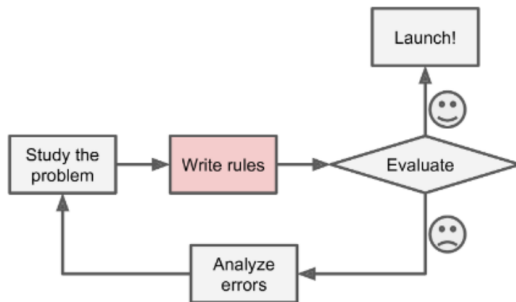 Launch!
Study the
problem
Write rules
Evaluate
Analyze
errors